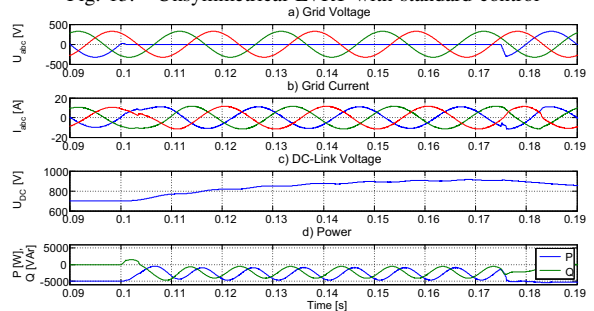 Fig. 13. Unsymmetrical LVRT with standard control
a) Grid Voltage
U_abc [V]
500
0
-500
0.09 0.1 0.11 0.12 0.13 0.14 0.15 0.16 0.17 0.18 0.19
b) Grid Current
I_abc [A]
20
0
-20
0.09 0.1 0.11 0.12 0.13 0.14 0.15 0.16 0.17 0.18 0.19
c) DC-Link Voltage
U_DC [V]
1000
800
600
0.09 0.1 0.11 0.12 0.13 0.14 0.15 0.16 0.17 0.18 0.19
d) Power
P [W],
Q [VAr]
5000
0
-5000
P
Q
0.09 0.1 0.11 0.12 0.13 0.14 0.15 0.16 0.17 0.18 0.19
Time [s]